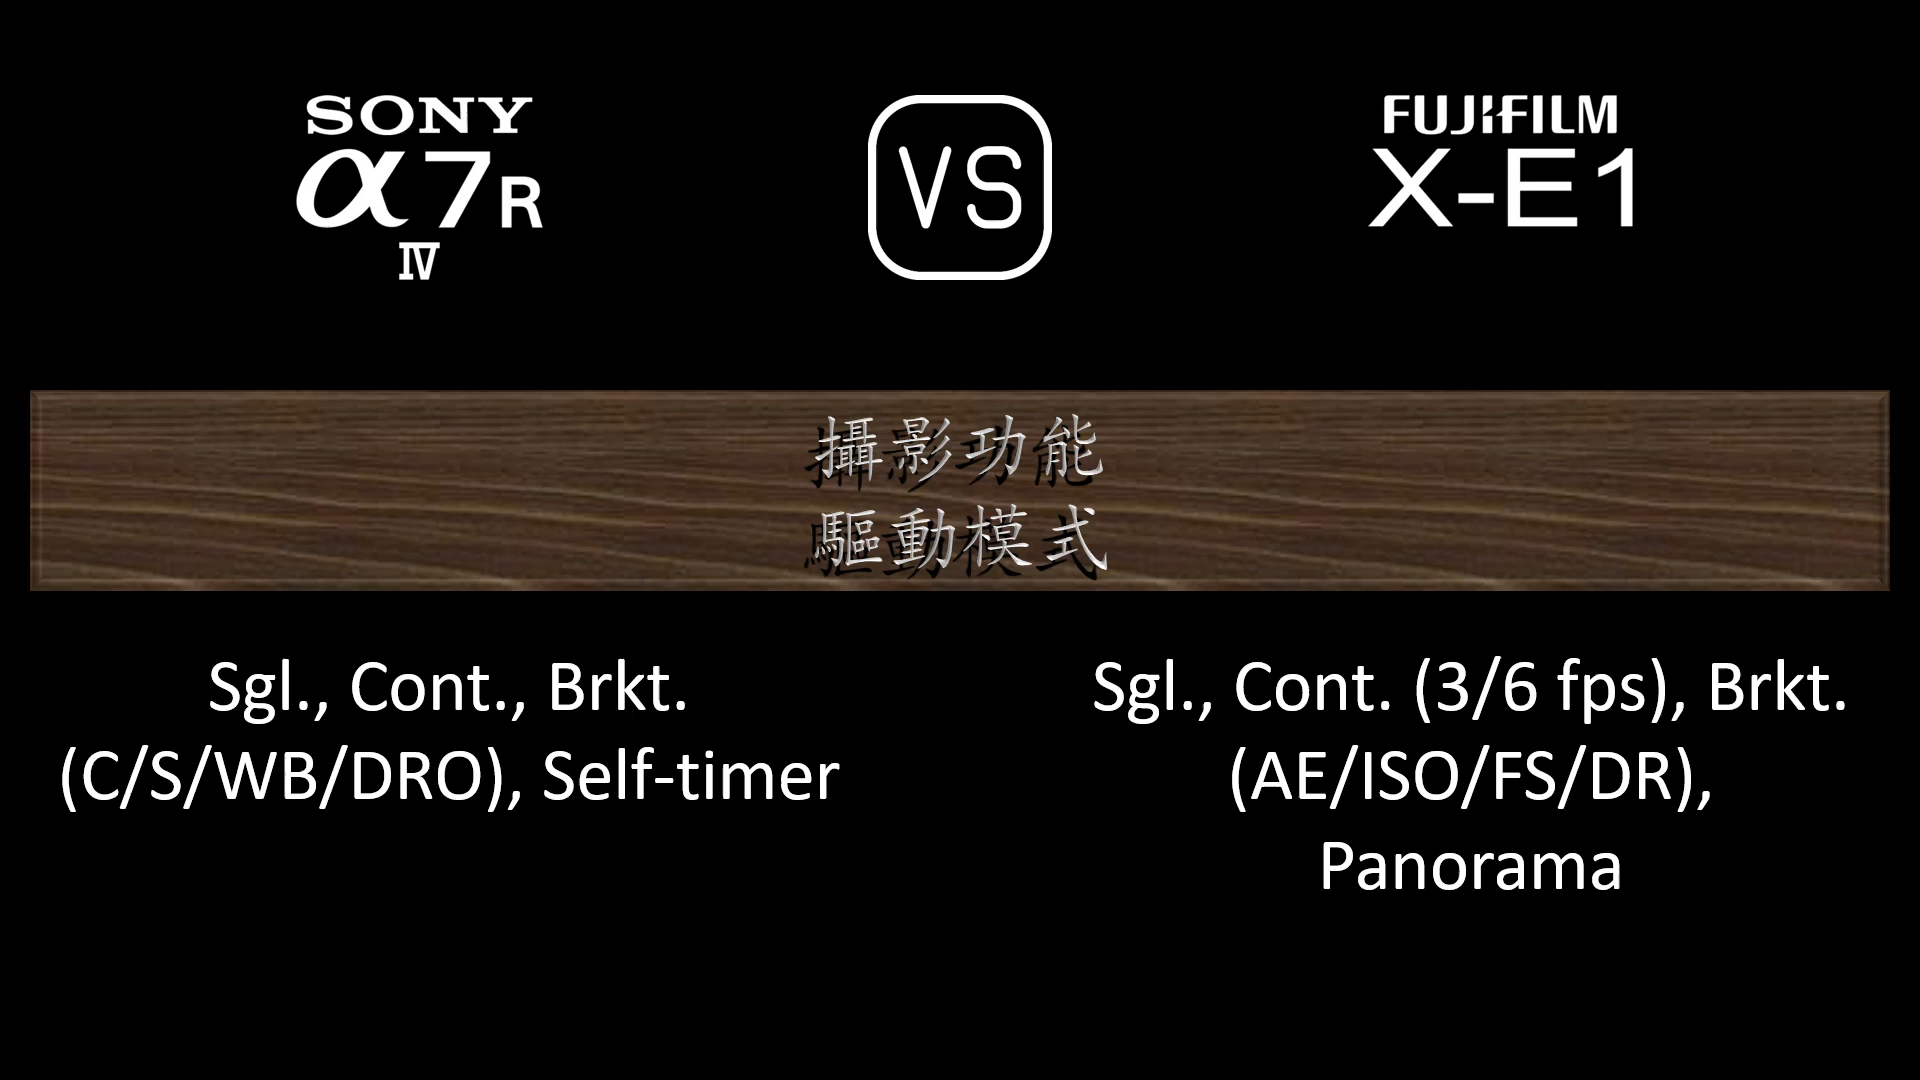 SONY
α7R
IV
VS
FUJIFILM
X-E1
攝影功能
驅動模式
Sgl., Cont., Brkt.
(C/S/WB/DRO), Self-timer
Sgl., Cont. (3/6 fps), Brkt.
(AE/ISO/FS/DR),
Panorama